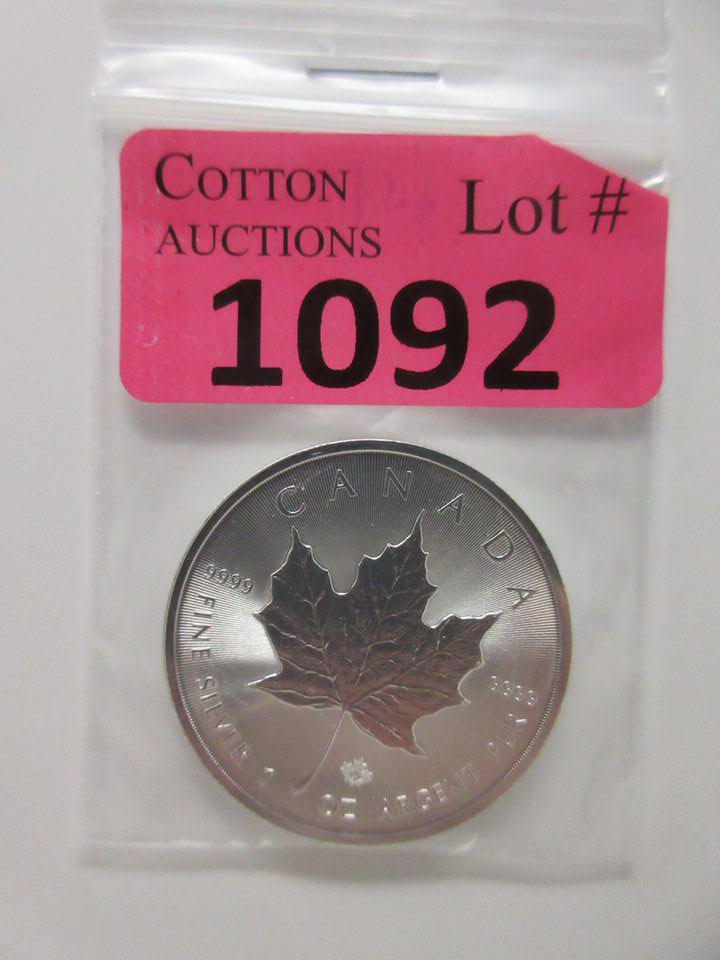 COTTON
AUCTIONS
Lot #
1092
CANADA
9999
9999
FINE SILVER 1 OZ ARGENT PUR